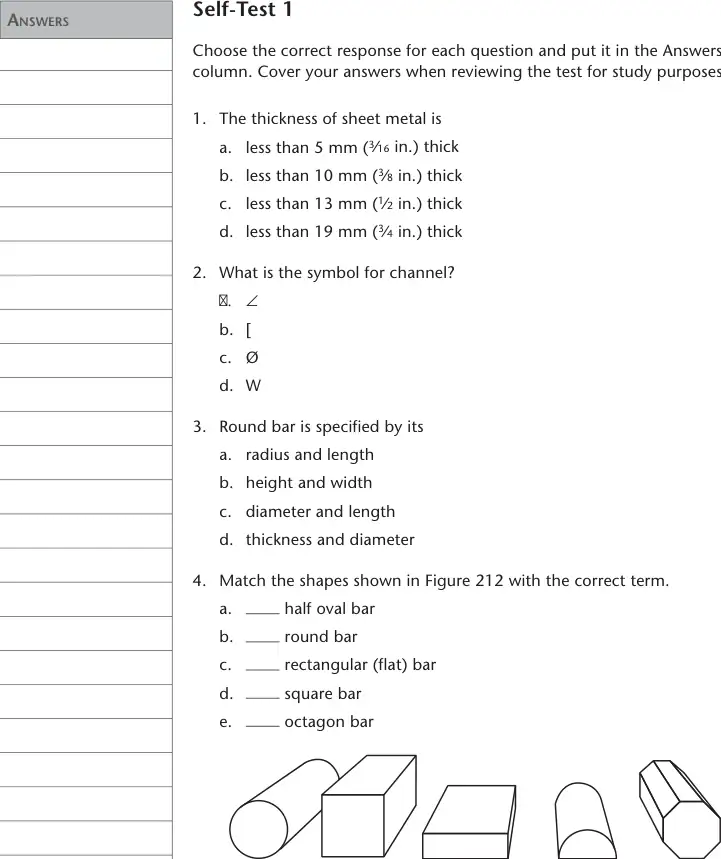 ANSWERS
Self-Test 1
Choose the correct response for each question and put it in the Answers
column. Cover your answers when reviewing the test for study purposes
1. The thickness of sheet metal is
a. less than 5 mm (3⁄16 in.) thick
b. less than 10 mm (3⁄8 in.) thick
c. less than 13 mm (1⁄2 in.) thick
d. less than 19 mm (3⁄4 in.) thick
2. What is the symbol for channel?
. ∠
b. [
c. Ø
d. W
3. Round bar is specified by its
a. radius and length
b. height and width
c. diameter and length
d. thickness and diameter
4. Match the shapes shown in Figure 212 with the correct term.
a. ____ half oval bar
b. ____ round bar
c. ____ rectangular (flat) bar
d. ____ square bar
e. ____ octagon bar